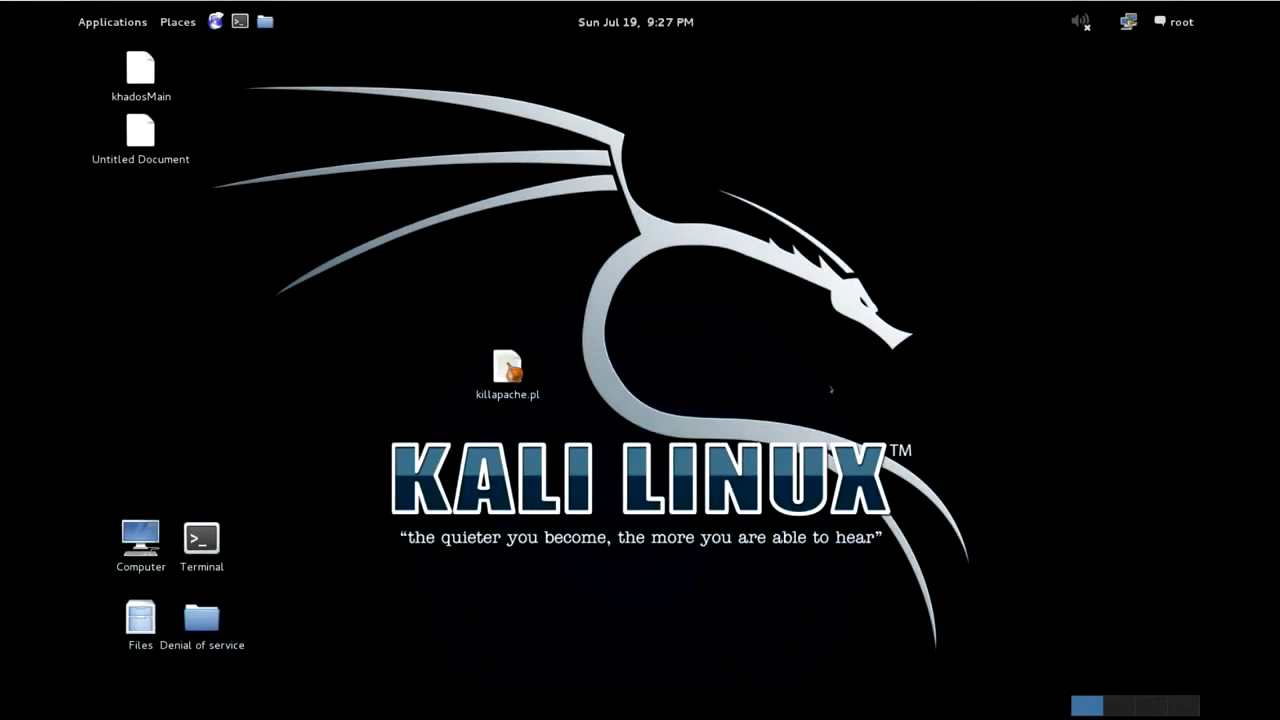 Applications Places Sun Jul 19, 9:27 PM root
khadosMain
Untitled Document
killapache.pl
KALI LINUX™
“the quieter you become, the more you are able to hear”
Computer Terminal
Files Denial of service